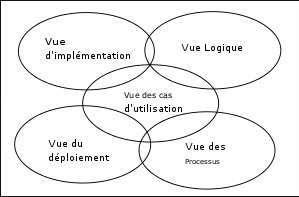 Vue
d'implémentation
Vue Logique
Vue des cas
d'utilisation
Vue du
déploiement
Vue des
Processus